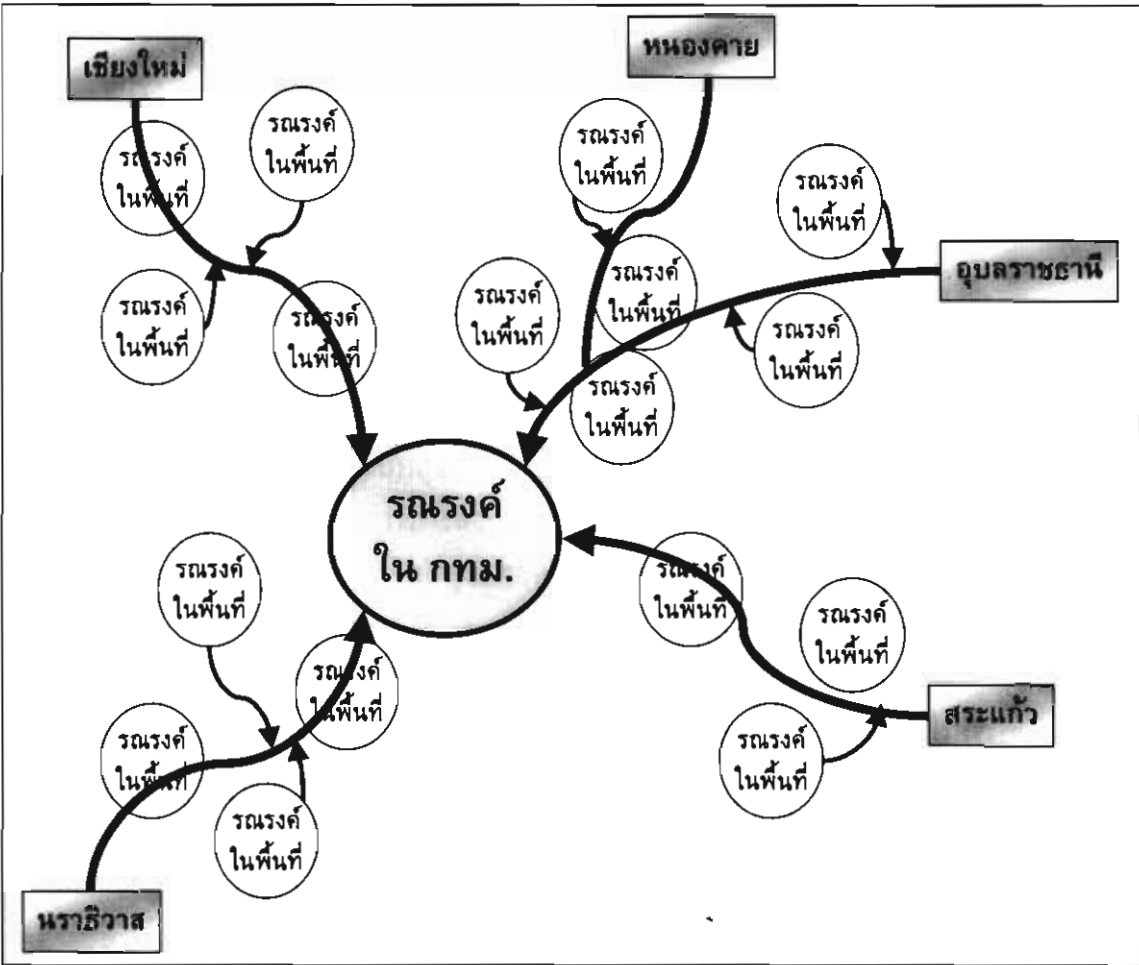 เชียงใหม่
หนองคาย
รณรงค์
ในพื้นที่
รณรงค์
ในพื้นที่
รณรงค์
ในพื้นที่
รณรงค์
ในพื้นที่
อุบลราชธานี
รณรงค์
ในพื้นที่
รณรงค์
ในพื้นที่
รณรงค์
ในพื้นที่
รณรงค์
ในพื้นที่
รณรงค์
ในพื้นที่
รณรงค์
ในพื้นที่
รณรงค์
ใน กทม.
รณรงค์
ในพื้นที่
รณรงค์
ในพื้นที่
รณรงค์
ในพื้นที่
รณรงค์
ในพื้นที่
สระแก้ว
รณรงค์
ในพื้นที่
รณรงค์
ในพื้นที่
รณรงค์
ในพื้นที่
นราธิวาส